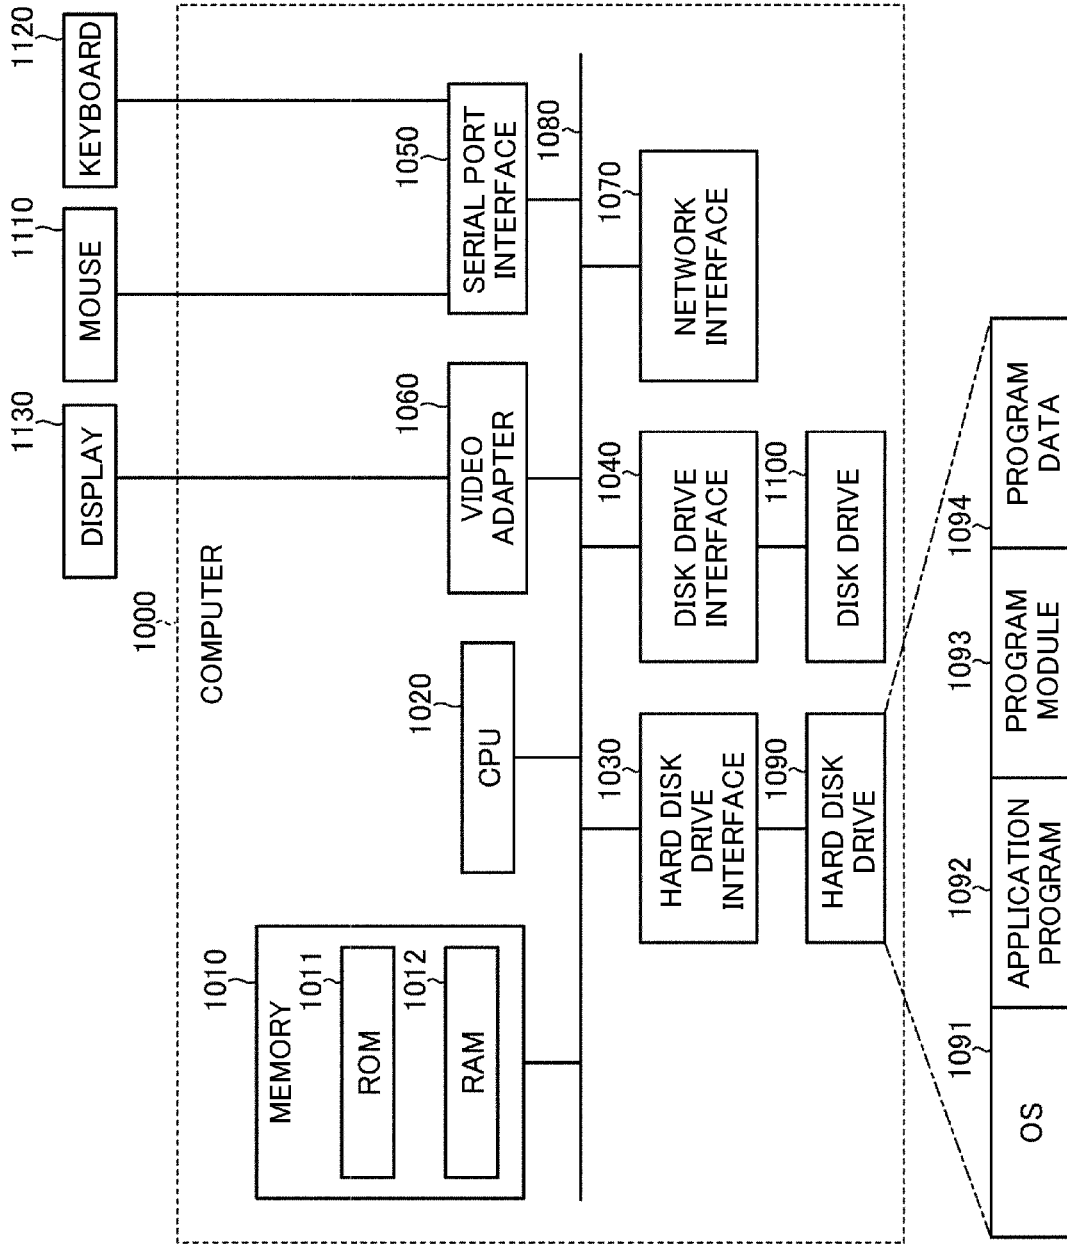 1000
COMPUTER
1010
MEMORY
1011
ROM
1012
RAM
1020
CPU
1130
DISPLAY
1110
MOUSE
1120
KEYBOARD
1060
VIDEO
ADAPTER
1050
SERIAL PORT
INTERFACE
1080
1030
HARD DISK
DRIVE
INTERFACE
1040
DISK DRIVE
INTERFACE
1070
NETWORK
INTERFACE
1090
HARD DISK
DRIVE
1100
DISK DRIVE
1091
OS
1092
APPLICATION
PROGRAM
1093
PROGRAM
MODULE
1094
PROGRAM
DATA